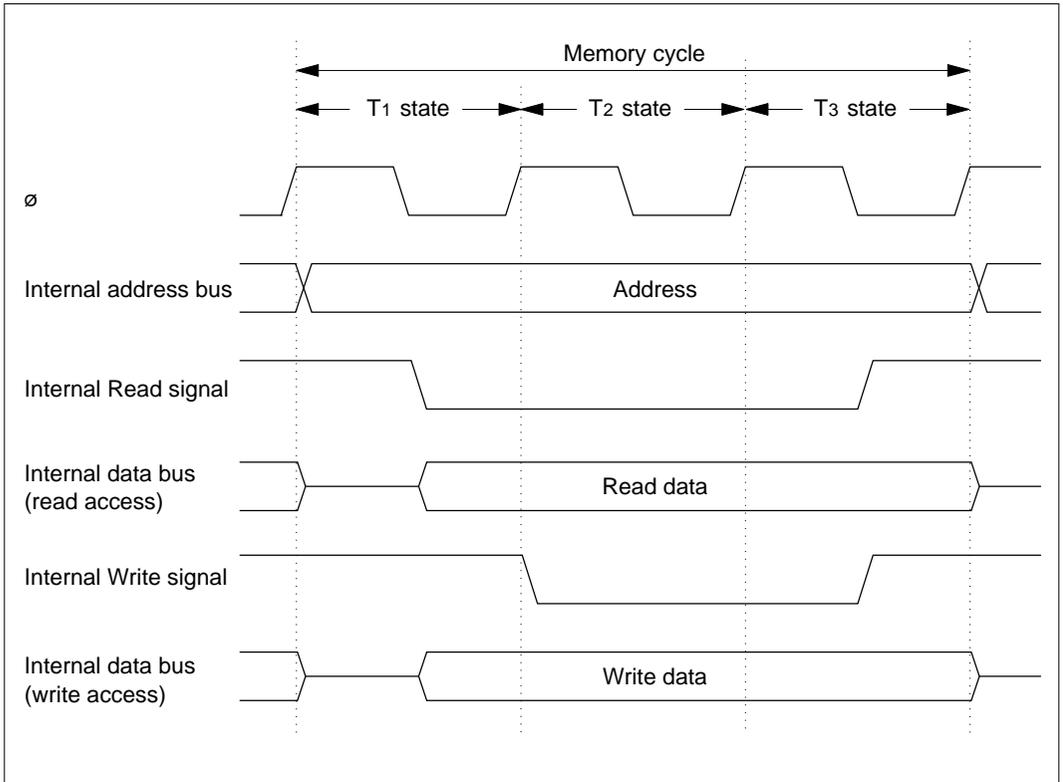 Memory cycle
T1 state
T2 state
T3 state
ø
Internal address bus
Address
Internal Read signal
Internal data bus
(read access)
Read data
Internal Write signal
Internal data bus
(write access)
Write data